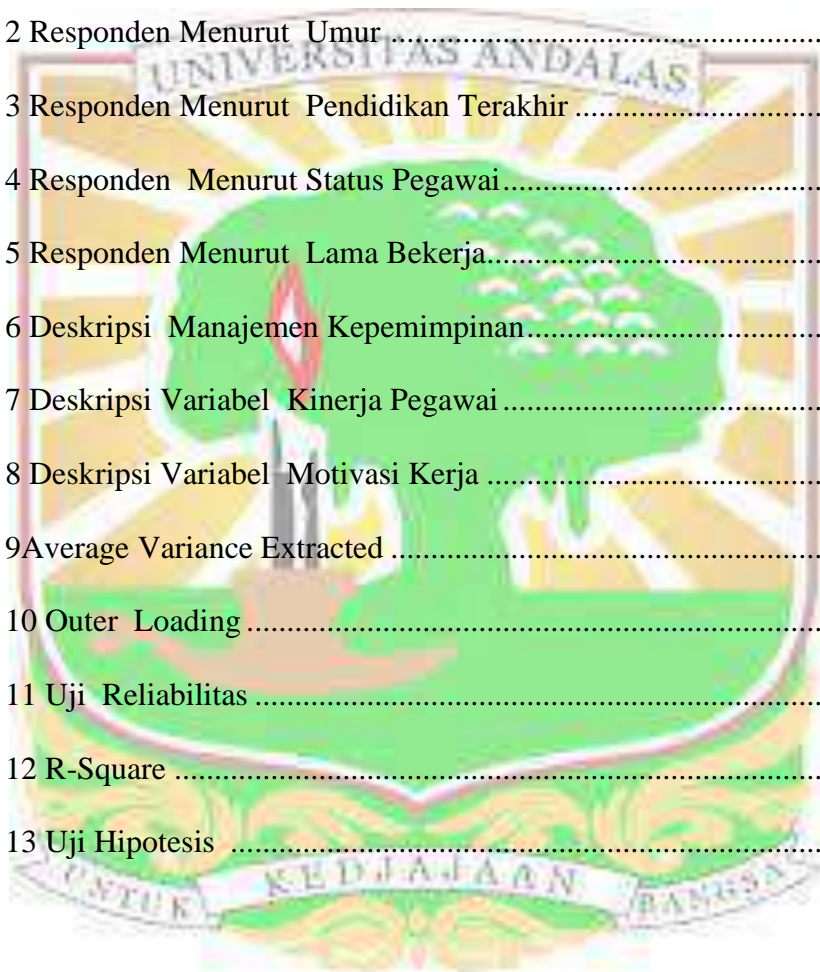 2 Responden Menurut Umur ......................................................
UNIVERSITAS ANDALAS
3 Responden Menurut Pendidikan Terakhir ...............................
4 Responden Menurut Status Pegawai........................................
5 Responden Menurut Lama Bekerja..........................................
6 Deskripsi Manajemen Kepemimpinan.....................................
7 Deskripsi Variabel Kinerja Pegawai ........................................
8 Deskripsi Variabel Motivasi Kerja ..........................................
9Average Variance Extracted ......................................................
10 Outer Loading ........................................................................
11 Uji Reliabilitas .......................................................................
12 R-Square .................................................................................
13 Uji Hipotesis ..........................................................................
UNTUK KEDJAJAAN BANGSA